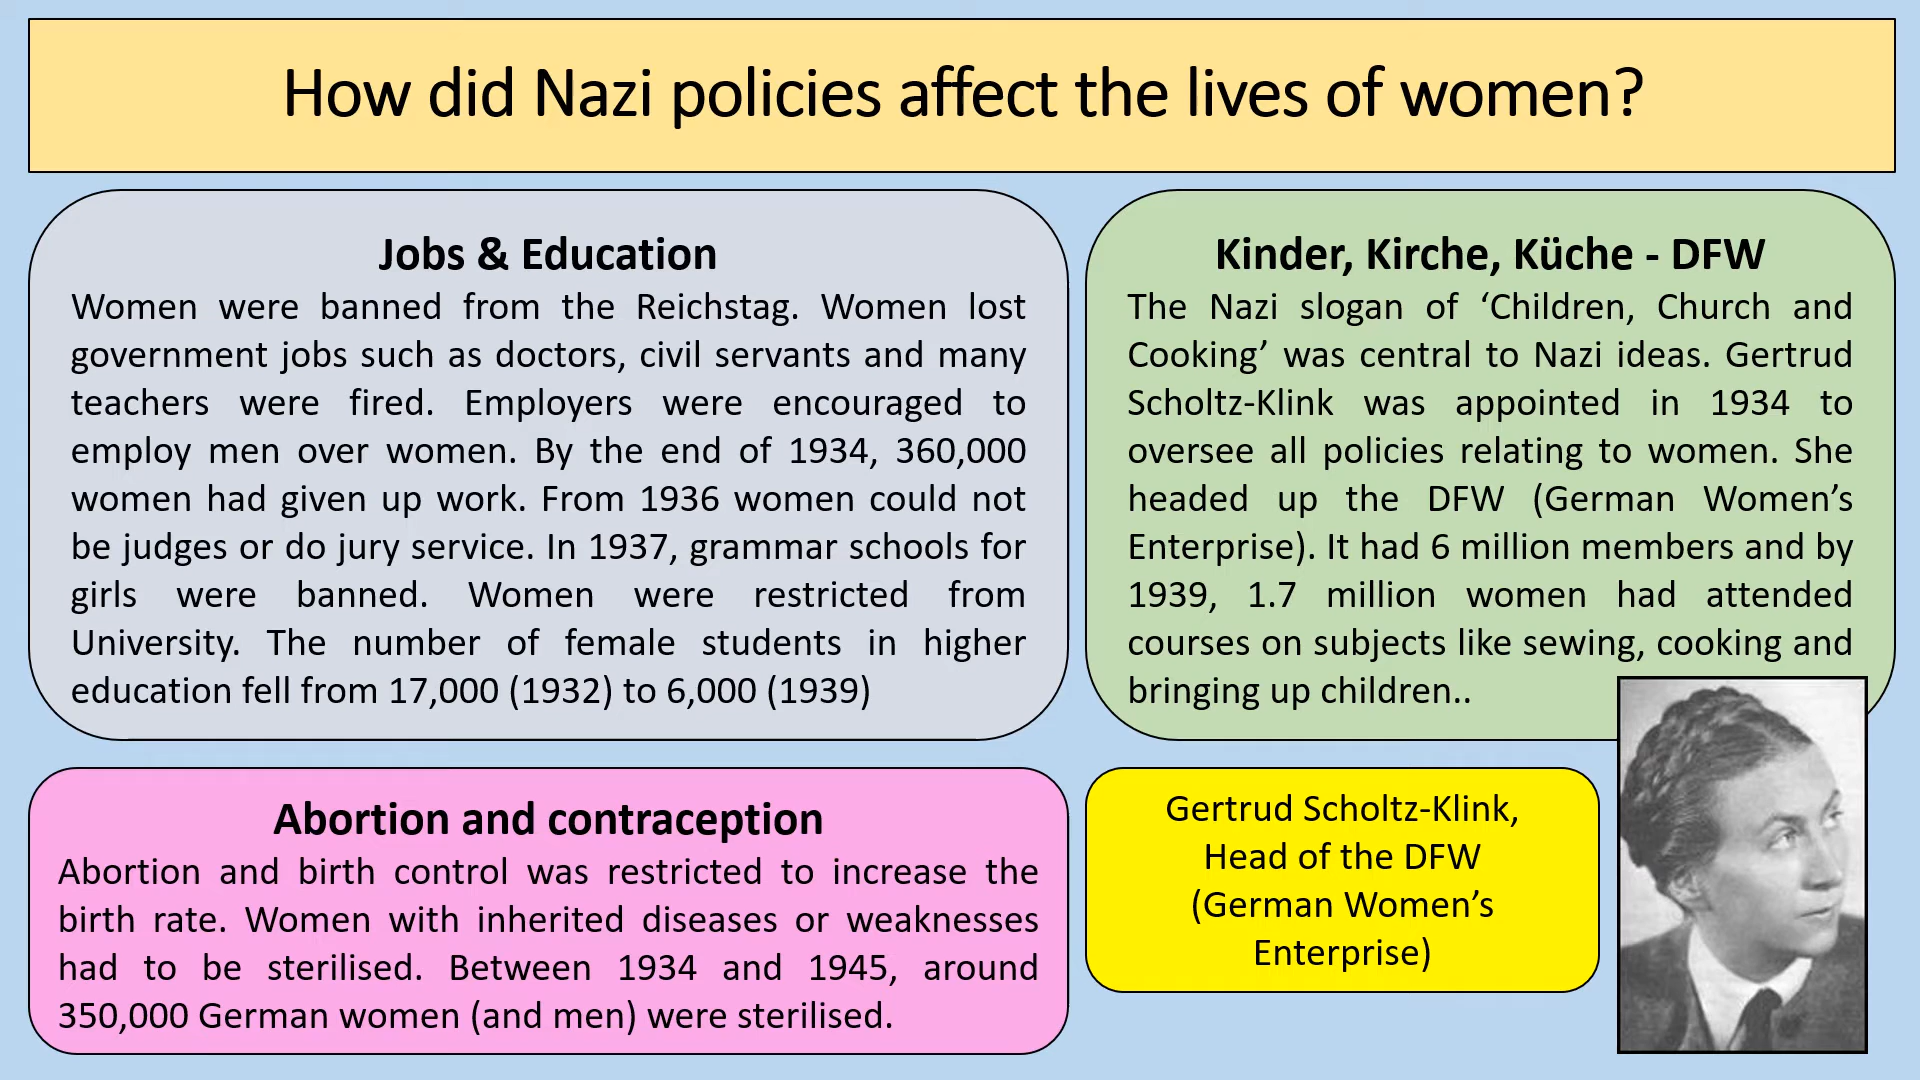 How did Nazi policies affect the lives of women?
Jobs & Education
Women were banned from the Reichstag. Women lost
government jobs such as doctors, civil servants and many
teachers were fired. Employers were encouraged to
employ men over women. By the end of 1934, 360,000
women had given up work. From 1936 women could not
be judges or do jury service. In 1937, grammar schools for
girls were banned. Women were restricted from
University. The number of female students in higher
education fell from 17,000 (1932) to 6,000 (1939)
Kinder, Kirche, Küche - DFW
The Nazi slogan of ‘Children, Church and
Cooking’ was central to Nazi ideas. Gertrud
Scholtz-Klink was appointed in 1934 to
oversee all policies relating to women. She
headed up the DFW (German Women’s
Enterprise). It had 6 million members and by
1939, 1.7 million women had attended
courses on subjects like sewing, cooking and
bringing up children..
Abortion and contraception
Abortion and birth control was restricted to increase the
birth rate. Women with inherited diseases or weaknesses
had to be sterilised. Between 1934 and 1945, around
350,000 German women (and men) were sterilised.
Gertrud Scholtz-Klink,
Head of the DFW
(German Women’s
Enterprise)